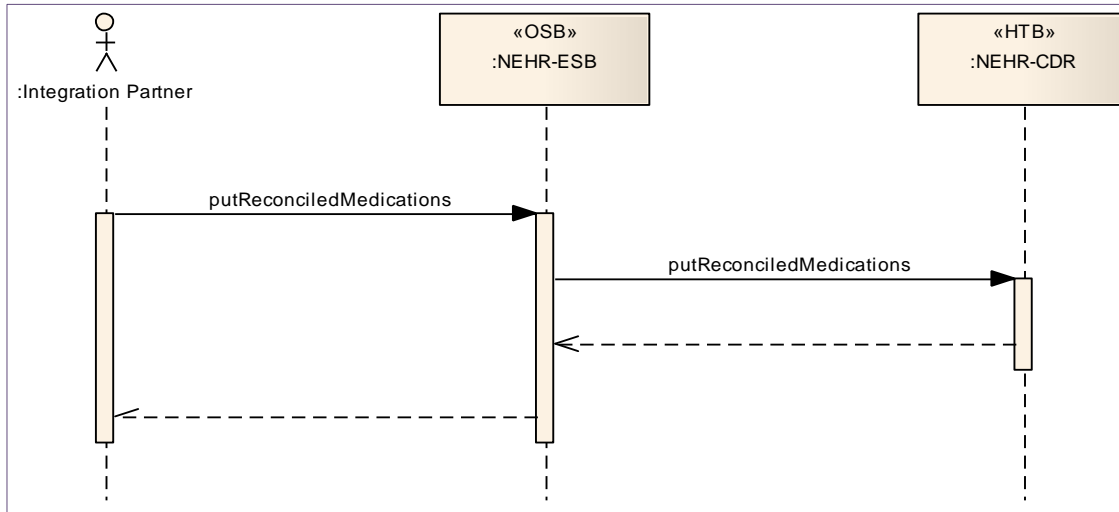 :Integration Partner
«OSB»
:NEHR-ESB
«HTB»
:NEHR-CDR
putReconciledMedications
putReconciledMedications